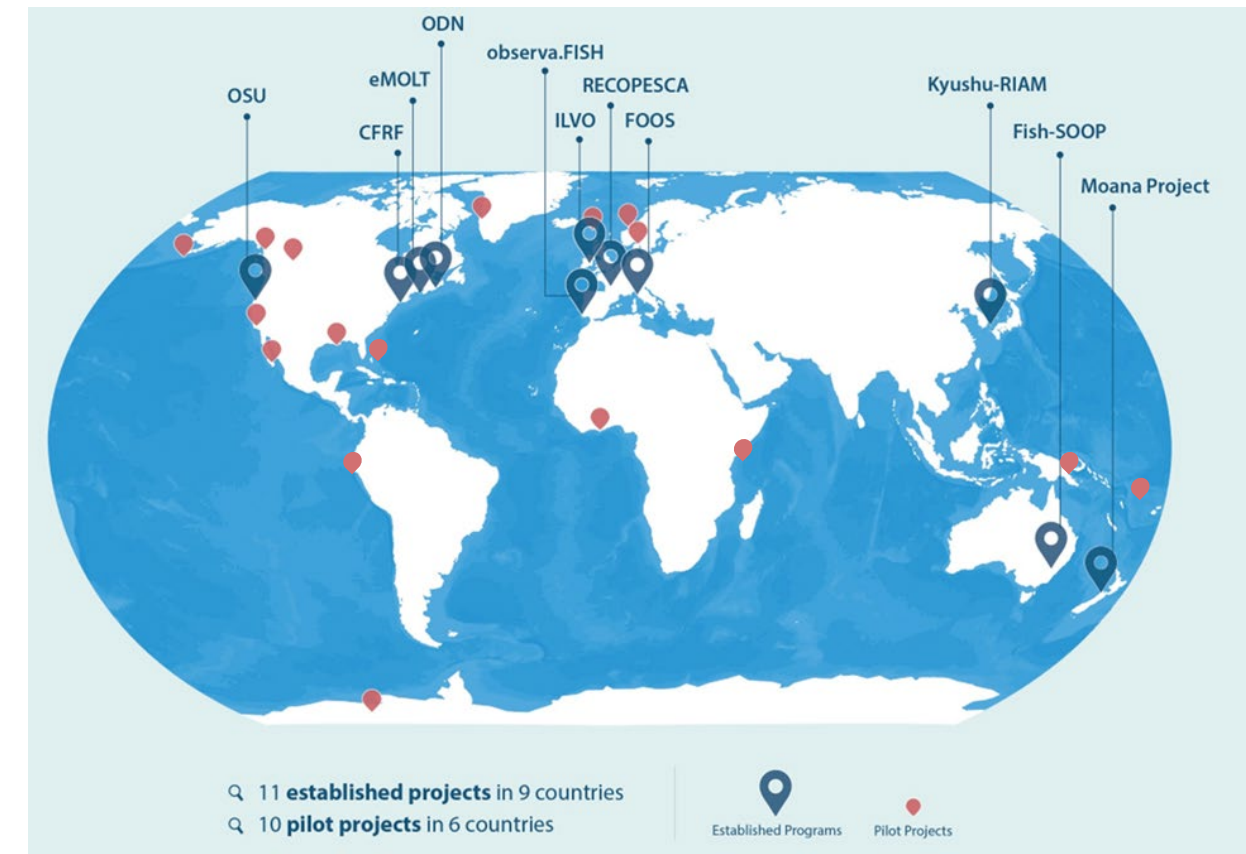 ODN
observa.FISH
eMOLT
RECOPESCA
Kyushu-RIAM
OSU
CFRF
ILVO
FOOS
Fish-SOOP
Moana Project
11 established projects in 9 countries
10 pilot projects in 6 countries
Established Programs
Pilot Projects